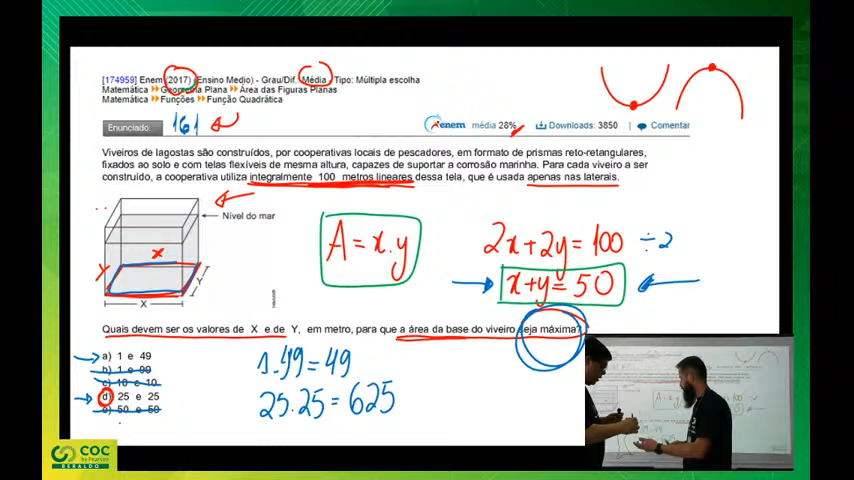 [174959] Enem (2017) (Ensino Medio) - Grau/Dif. Média - Tipo: Múltipla escolha
Matemática Geometria Plana Área das Figuras Planas
Matemática Funções Função Quadrática
Enunciado: 161
enem média 28% Downloads: 3850 Comentar
Viveiros de lagostas são construídos, por cooperativas locais de pescadores, em formato de prismas reto-retangulares,
fixados ao solo e com telas flexíveis de mesma altura, capazes de suportar a corrosão marinha. Para cada viveiro a ser
construído, a cooperativa utiliza integralmente 100 metros lineares dessa tela, que é usada apenas nas laterais.
Nível do mar
x
y
Y
X
A = x.y
2x+2y=100 ÷2
x+y=50
Quais devem ser os valores de X e de Y, em metro, para que a área da base do viveiro seja máxima?
a) 1 e 49
b) 1 e 99
c) 10 e 10
d) 25 e 25
e) 50 e 50
1.49=49
25.25=625
COC
by Pearson
BERALDO